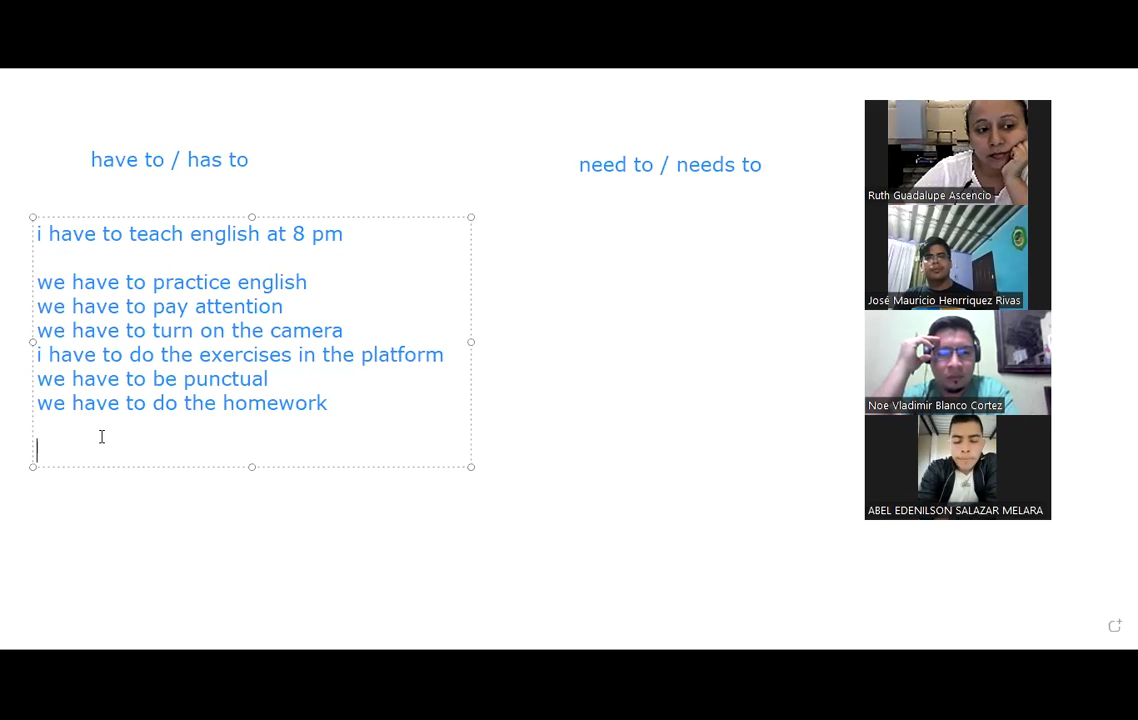 have to / has to
need to / needs to
i have to teach english at 8 pm
we have to practice english
we have to pay attention
we have to turn on the camera
i have to do the exercises in the platform
we have to be punctual
we have to do the homework
Ruth Guadalupe Ascencio
José Mauricio Henrriquez Rivas
Noe Vladimir Blanco Cortez
ABEL EDENILSON SALAZAR MELARA